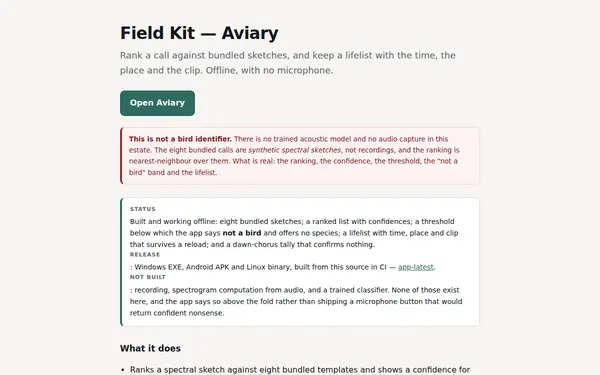 Field Kit — Aviary
Rank a call against bundled sketches, and keep a lifelist with the time, the
place and the clip. Offline, with no microphone.
Open Aviary
This is not a bird identifier. There is no trained acoustic model and no audio capture in this
estate. The eight bundled calls are synthetic spectral sketches, not recordings, and the ranking is
nearest-neighbour over them. What is real: the ranking, the confidence, the threshold, the "not a
bird" band and the lifelist.
STATUS
Built and working offline: eight bundled sketches; a ranked list with confidences; a threshold
below which the app says not a bird and offers no species; a lifelist with time, place and clip
that survives a reload; and a dawn-chorus tally that confirms nothing.
RELEASE
: Windows EXE, Android APK and Linux binary, built from this source in CI — app-latest.
NOT BUILT
: recording, spectrogram computation from audio, and a trained classifier. None of those exist
here, and the app says so above the fold rather than shipping a microphone button that would
return confident nonsense.
What it does
• Ranks a spectral sketch against eight bundled templates and shows a confidence for